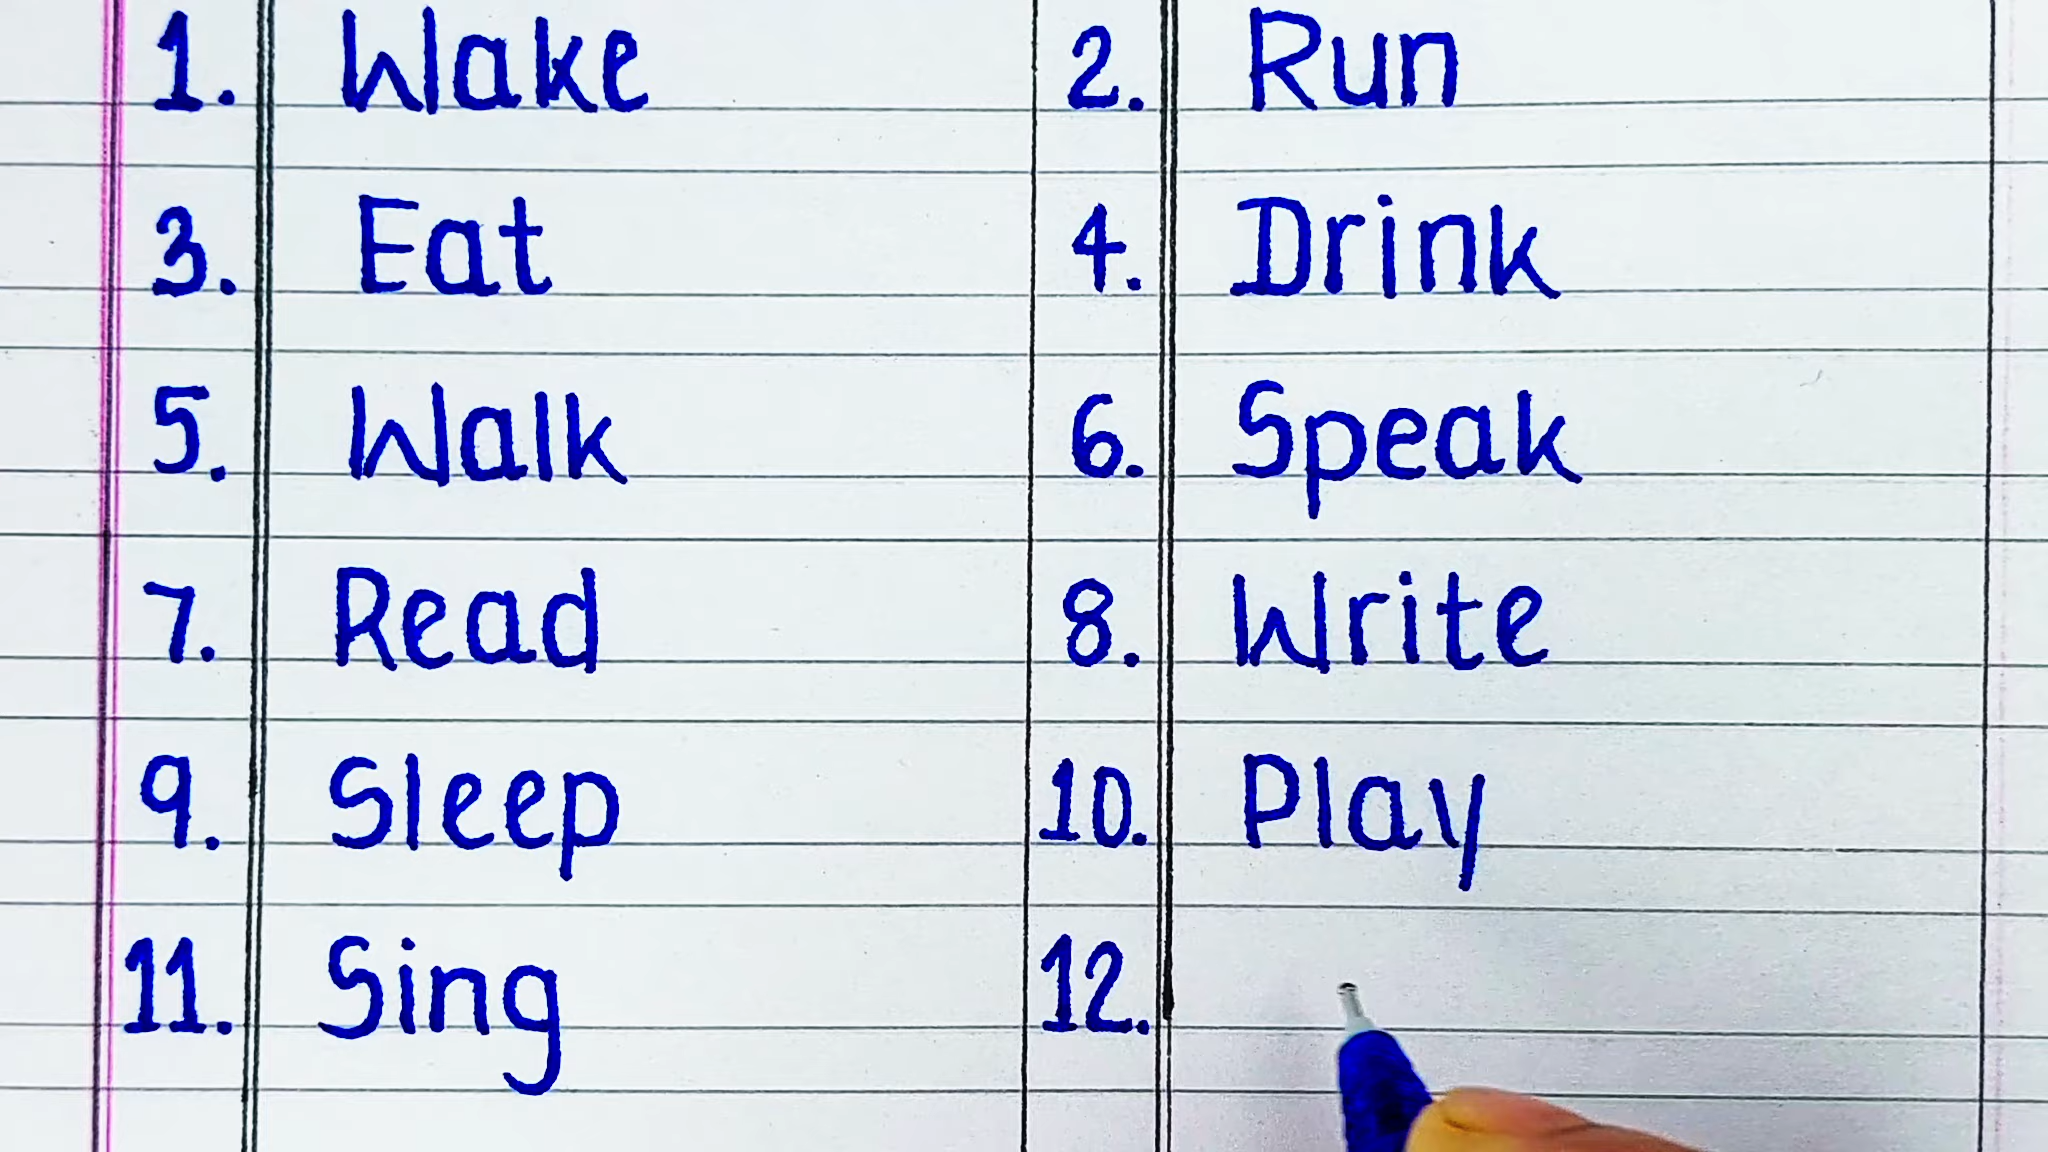 1. Wake 2. Run
3. Eat 4. Drink
5. Walk 6. Speak
7. Read 8. Write
9. Sleep 10. Play
11. Sing 12.